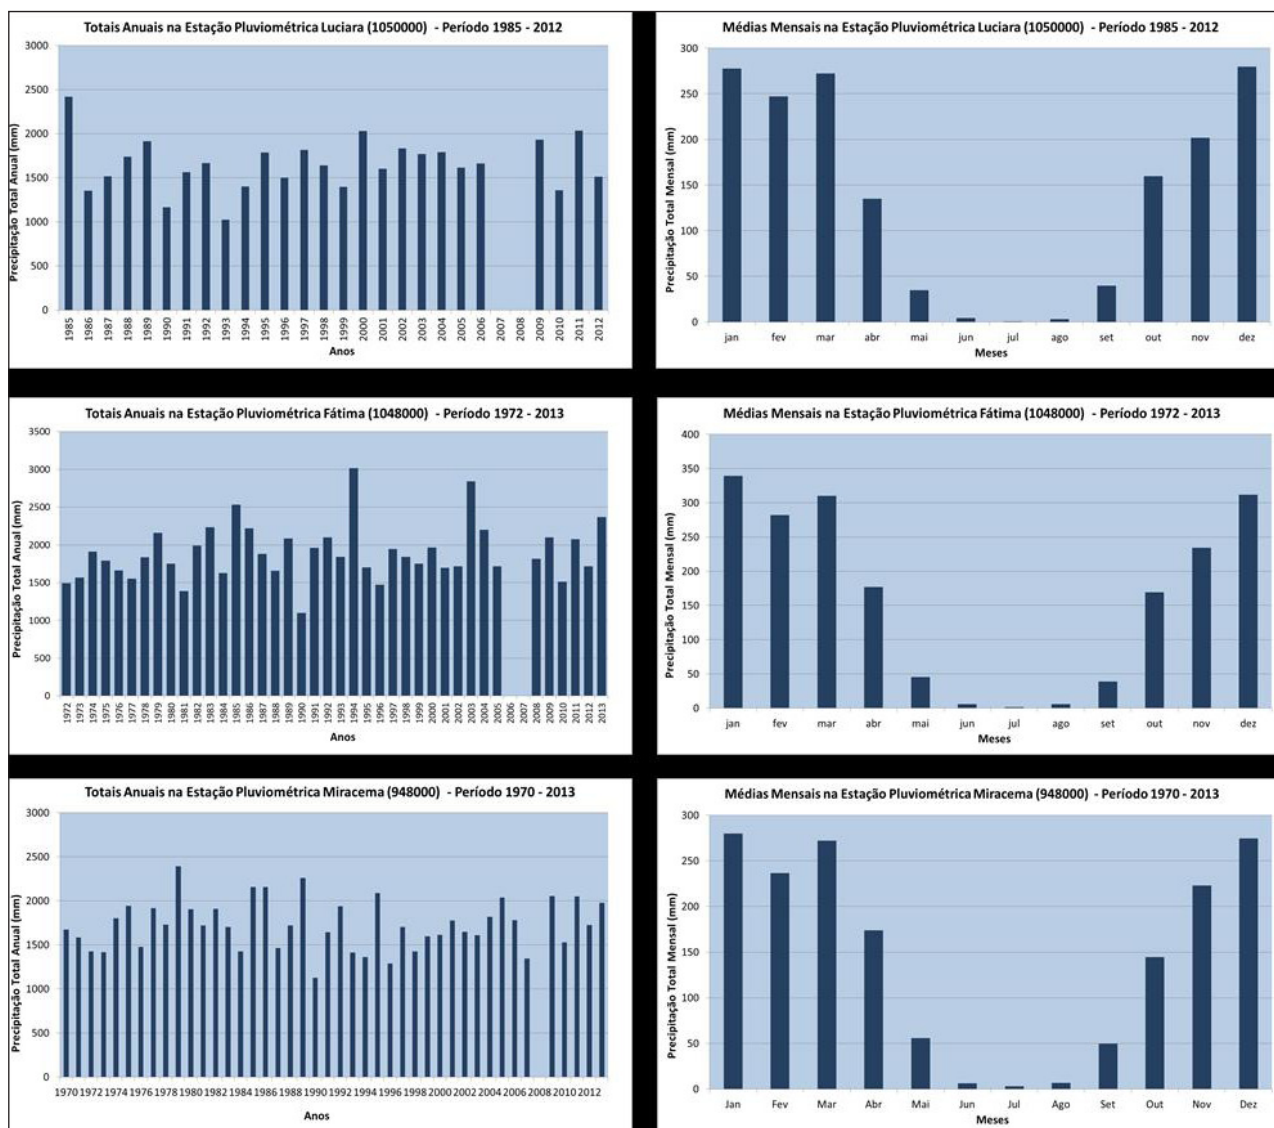 Totais Anuais na Estação Pluviométrica Luciara (1050000) - Período 1985 - 2012
Precipitação Total Anual (mm)
3000
2500
2000
1500
1000
500
0
1985 1986 1987 1988 1989 1990 1991 1992 1993 1994 1995 1996 1997 1998 1999 2000 2001 2002 2003 2004 2005 2006 2007 2008 2009 2010 2011 2012
Anos
Médias Mensais na Estação Pluviométrica Luciara (1050000) - Período 1985 - 2012
Precipitação Total Mensal (mm)
300
250
200
150
100
50
0
jan fev mar abr mai jun jul ago set out nov dez
Meses
Totais Anuais na Estação Pluviométrica Fátima (1048000) - Período 1972 - 2013
Precipitação Total Anual (mm)
3500
3000
2500
2000
1500
1000
500
0
1972 1973 1974 1975 1976 1977 1978 1979 1980 1981 1982 1983 1984 1985 1986 1987 1988 1989 1990 1991 1992 1993 1994 1995 1996 1997 1998 1999 2000 2001 2002 2003 2004 2005 2006 2007 2008 2009 2010 2011 2012 2013
Anos
Médias Mensais na Estação Pluviométrica Fátima (1048000) - Período 1972 - 2013
Precipitação Total Mensal (mm)
400
350
300
250
200
150
100
50
0
jan fev mar abr mai jun jul ago set out nov dez
Meses
Totais Anuais na Estação Pluviométrica Miracema (948000) - Período 1970 - 2013
Precipitação Total Anual (mm)
3000
2500
2000
1500
1000
500
0
1970 1972 1974 1976 1978 1980 1982 1984 1986 1988 1990 1992 1994 1996 1998 2000 2002 2004 2006 2008 2010 2012
Anos
Médias Mensais na Estação Pluviométrica Miracema (948000) - Período 1970 - 2013
Precipitação Total Mensal (mm)
300
250
200
150
100
50
0
Jan Fev Mar Abr Mai Jun Jul Ago Set Out Nov Dez
Meses